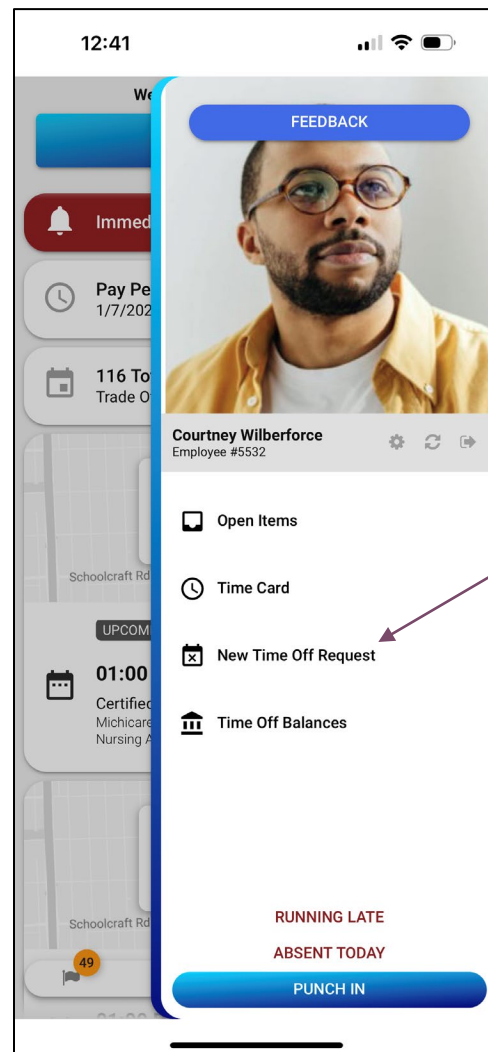 12:41
We
FEEDBACK
Immed
Pay Pe
1/7/202
116 To
Trade O
Courtney Wilberforce
Employee #5532
Open Items
Schoolcraft Rd
Time Card
UPCOM
New Time Off Request
01:00
Certified
Michicare
Nursing A
Time Off Balances
Schoolcraft Rd
RUNNING LATE
ABSENT TODAY
49
PUNCH IN